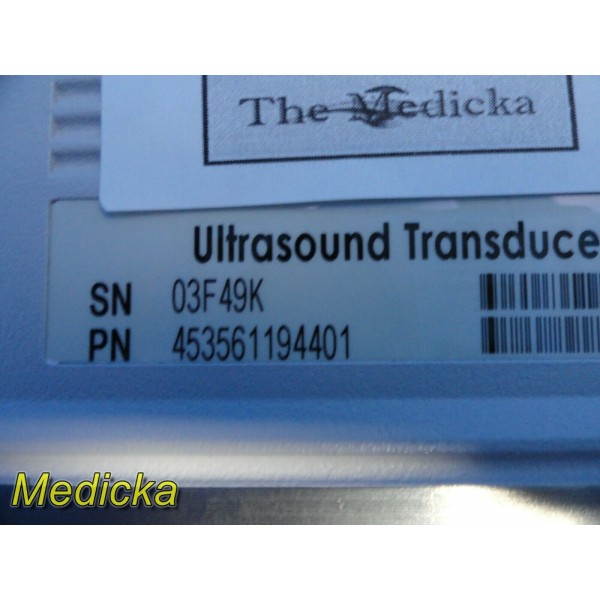 The Medicka
Ultrasound Transduce
SN 03F49K
PN 453561194401
Medicka